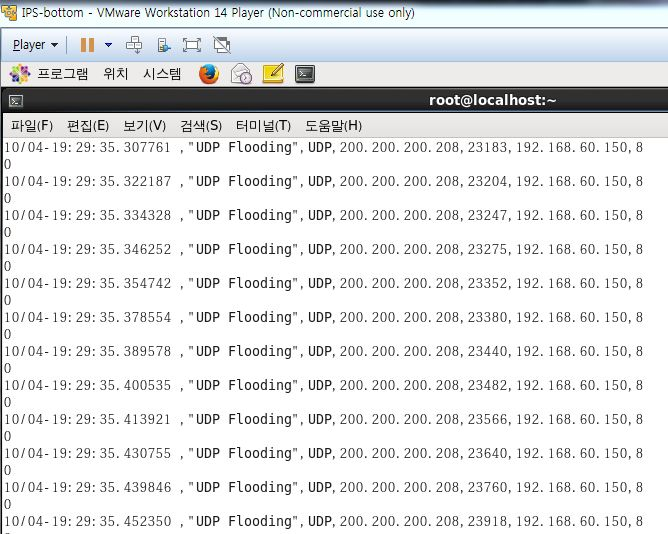 IPS-bottom - VMware Workstation 14 Player (Non-commercial use only)
Player
프로그램 위치 시스템
root@localhost:~
파일(F) 편집(E) 보기(V) 검색(S) 터미널(T) 도움말(H)
10/04-19:29:35.307761 ,"UDP Flooding",UDP,200.200.200.208,23183,192.168.60.150,8
0
10/04-19:29:35.322187 ,"UDP Flooding",UDP,200.200.200.208,23204,192.168.60.150,8
0
10/04-19:29:35.334328 ,"UDP Flooding",UDP,200.200.200.208,23247,192.168.60.150,8
0
10/04-19:29:35.346252 ,"UDP Flooding",UDP,200.200.200.208,23275,192.168.60.150,8
0
10/04-19:29:35.354742 ,"UDP Flooding",UDP,200.200.200.208,23352,192.168.60.150,8
0
10/04-19:29:35.378554 ,"UDP Flooding",UDP,200.200.200.208,23380,192.168.60.150,8
0
10/04-19:29:35.389578 ,"UDP Flooding",UDP,200.200.200.208,23440,192.168.60.150,8
0
10/04-19:29:35.400535 ,"UDP Flooding",UDP,200.200.200.208,23482,192.168.60.150,8
0
10/04-19:29:35.413921 ,"UDP Flooding",UDP,200.200.200.208,23566,192.168.60.150,8
0
10/04-19:29:35.430755 ,"UDP Flooding",UDP,200.200.200.208,23640,192.168.60.150,8
0
10/04-19:29:35.439846 ,"UDP Flooding",UDP,200.200.200.208,23760,192.168.60.150,8
0
10/04-19:29:35.452350 ,"UDP Flooding",UDP,200.200.200.208,23918,192.168.60.150,8